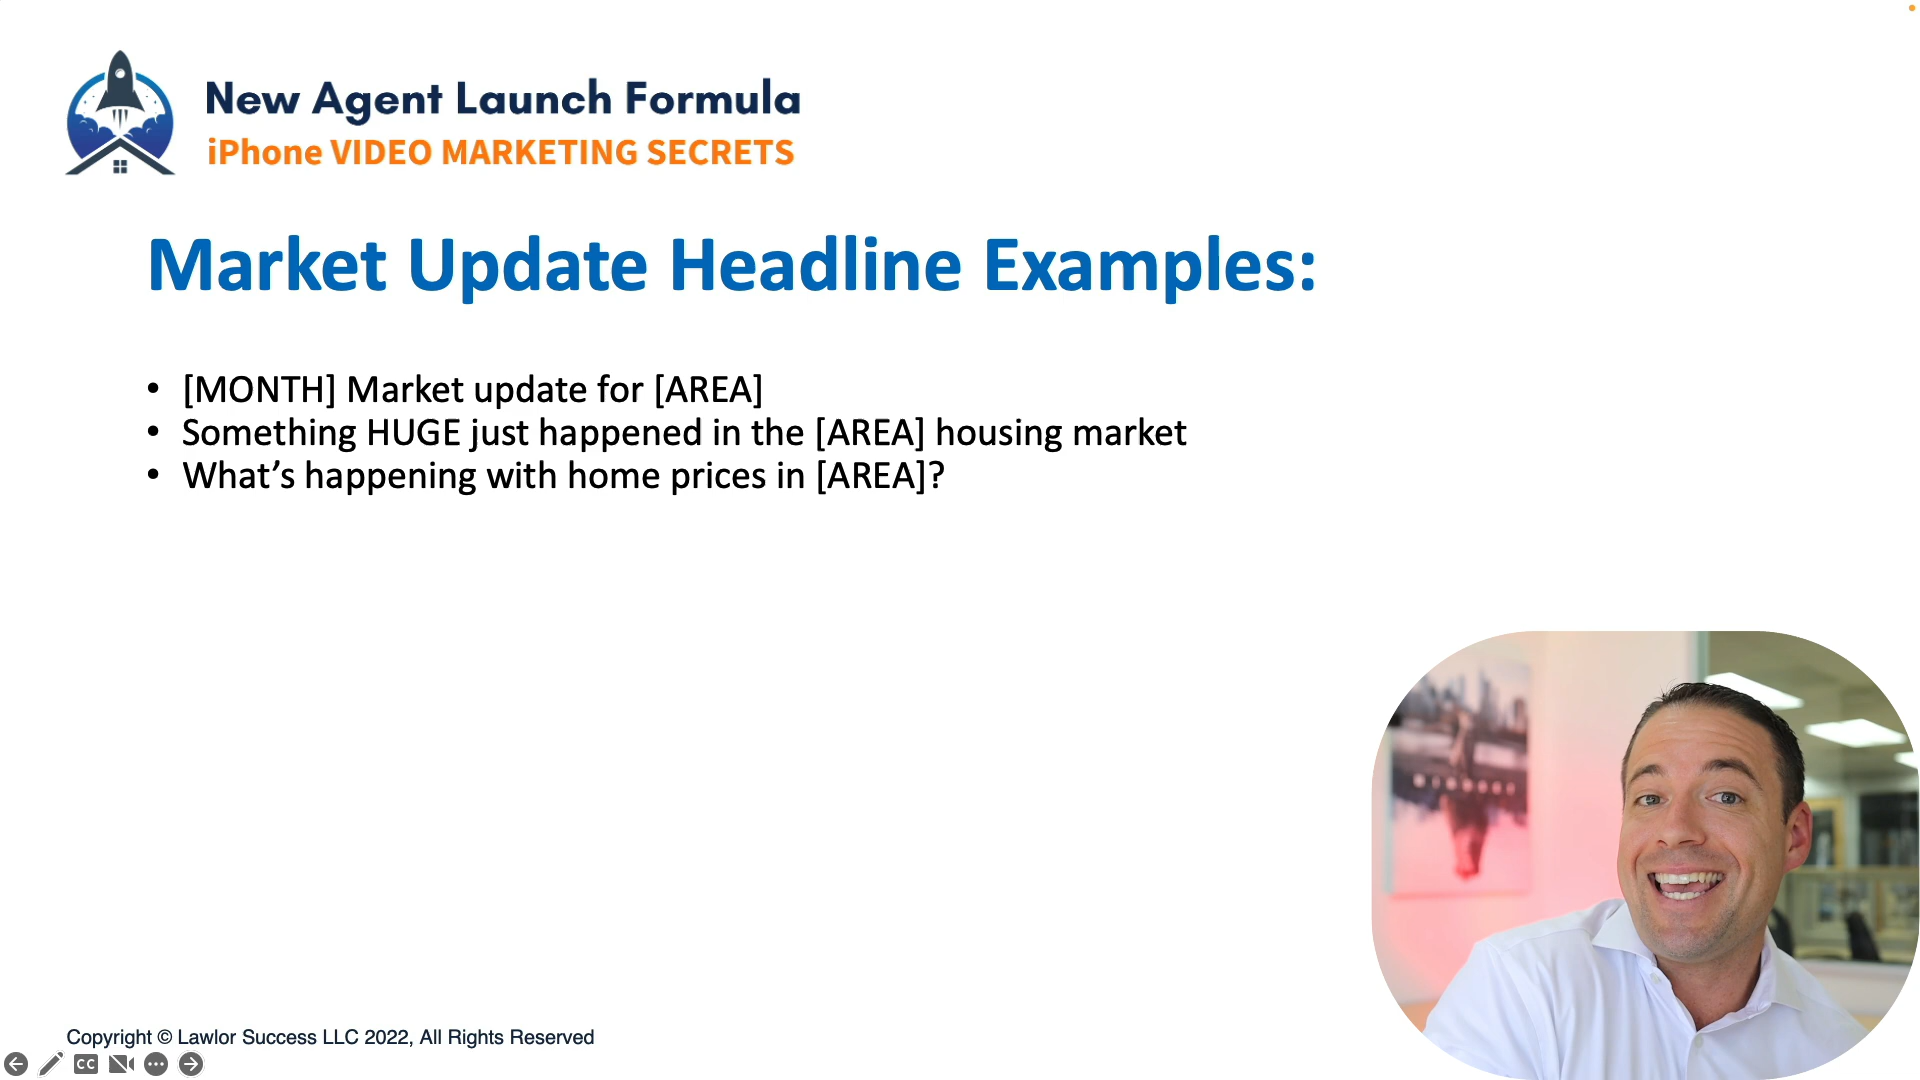 New Agent Launch Formula
iPhone VIDEO MARKETING SECRETS
Market Update Headline Examples:
• [MONTH] Market update for [AREA]
• Something HUGE just happened in the [AREA] housing market
• What’s happening with home prices in [AREA]?
Copyright © Lawlor Success LLC 2022, All Rights Reserved
CC